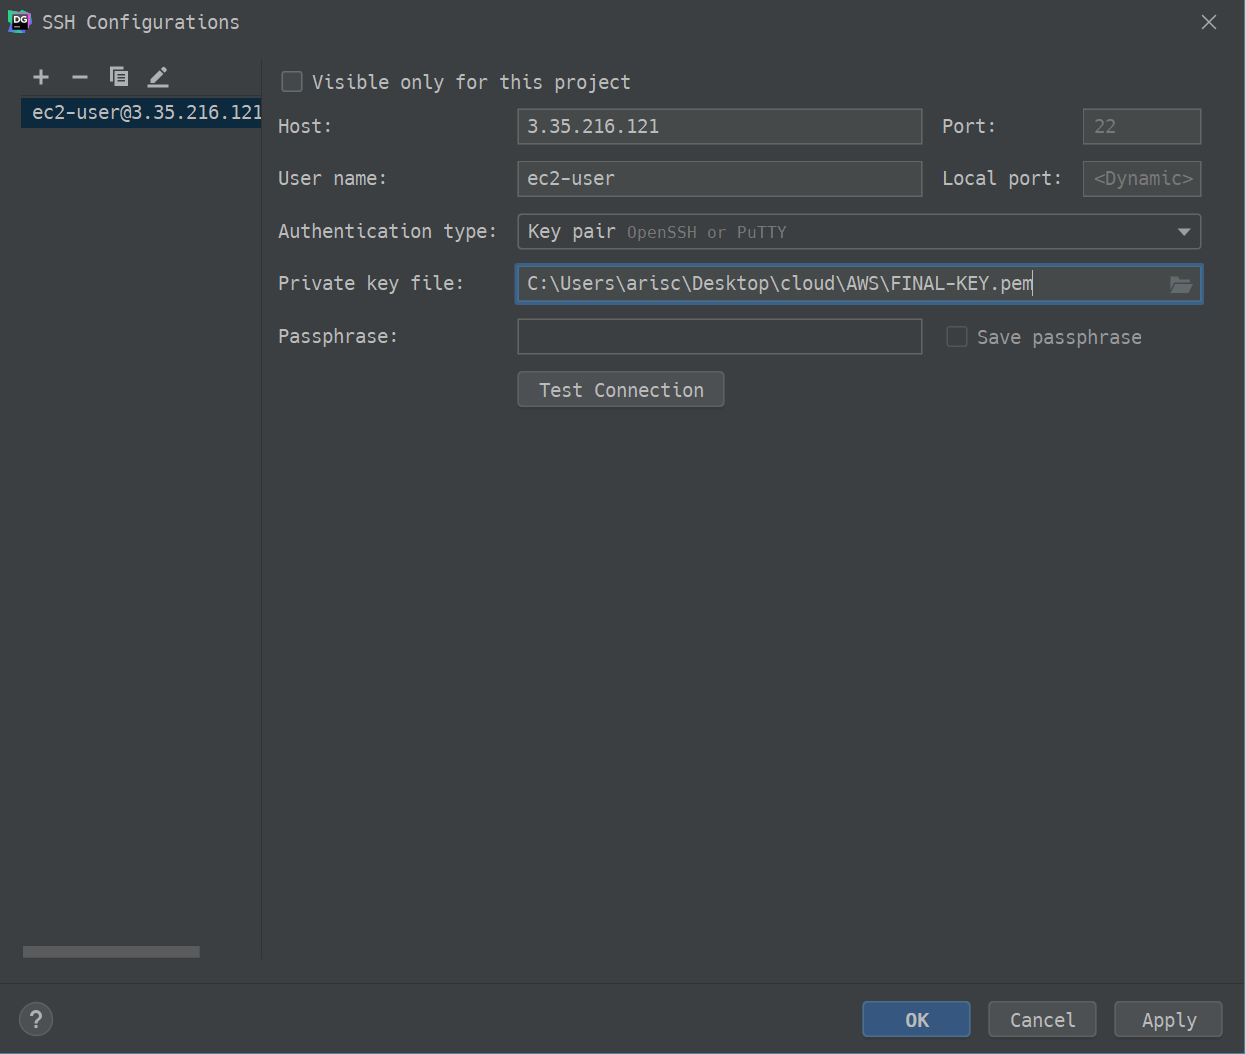 DG SSH Configurations
ec2-user@3.35.216.121
Visible only for this project
Host: 3.35.216.121 Port: 22
User name: ec2-user Local port: <Dynamic>
Authentication type: Key pair OpenSSH or PuTTY
Private key file: C:\Users\arisc\Desktop\cloud\AWS\FINAL-KEY.pem
Passphrase: Save passphrase
Test Connection
? OK Cancel Apply